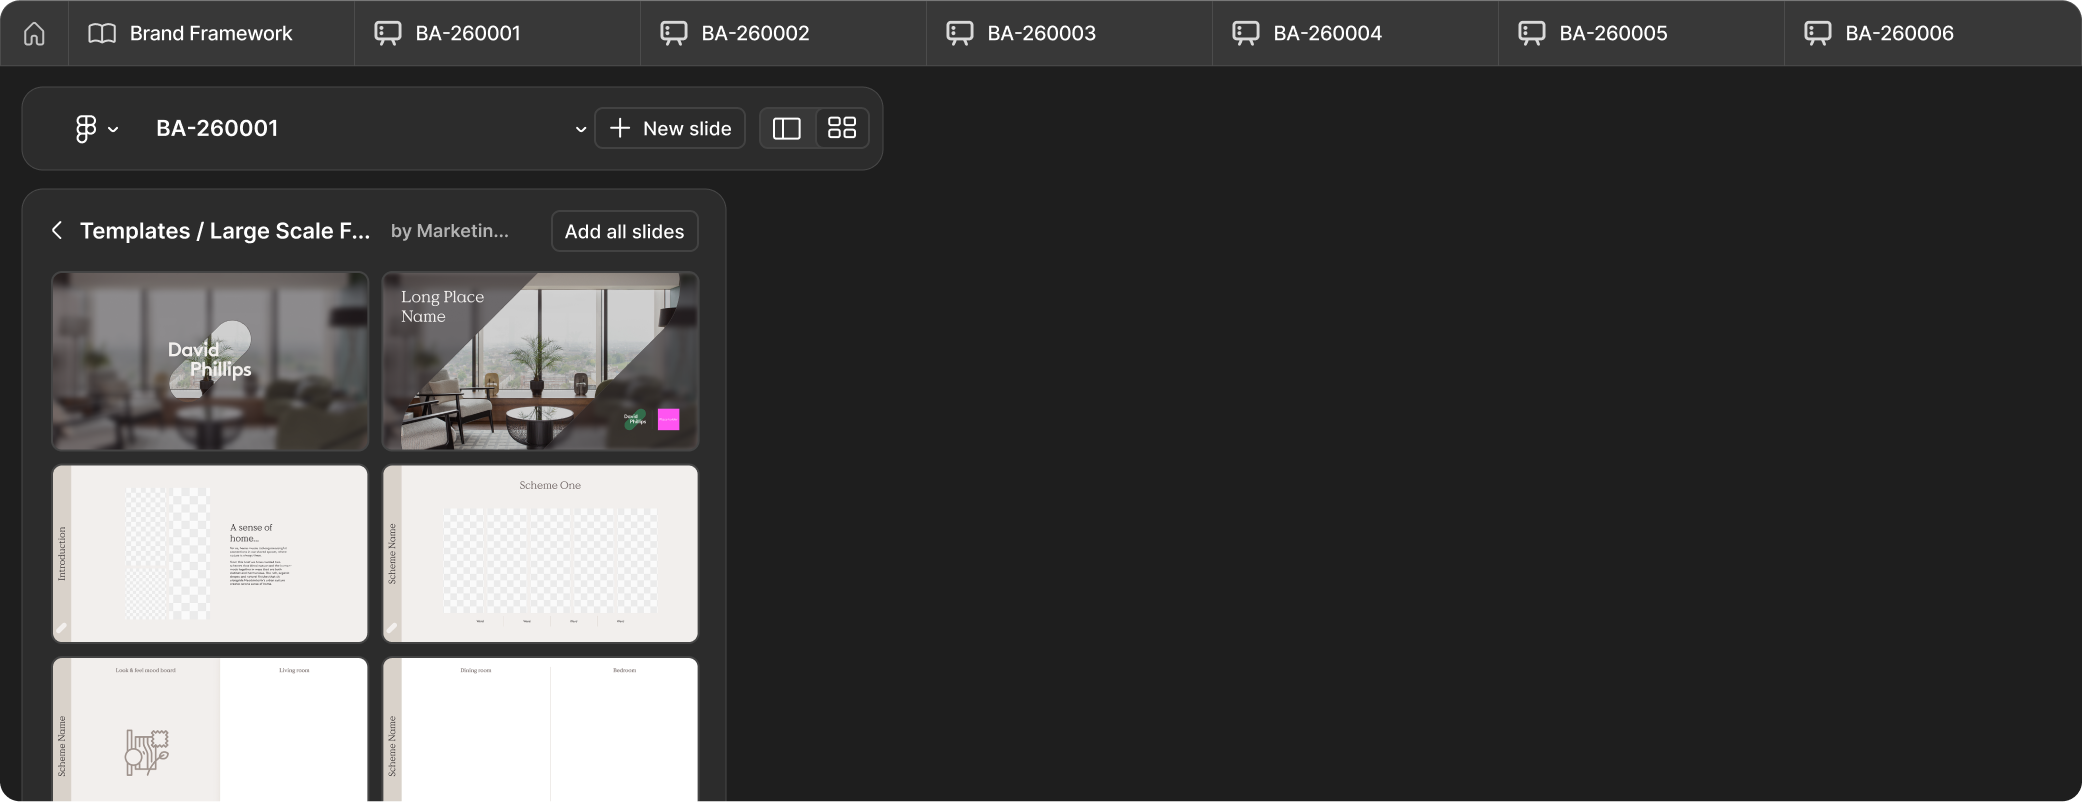 Brand Framework
BA-260001
BA-260002
BA-260003
BA-260004
BA-260005
BA-260006
BA-260001
New slide
Templates / Large Scale F...
by Marketin...
Add all slides
David
Phillips
Long Place
Name
David
Phillips
Introduction
A sense of
home...
Scheme Name
Scheme One
Scheme Name
Look & feel mood board
Living room
Scheme Name
Dining room
Bedroom